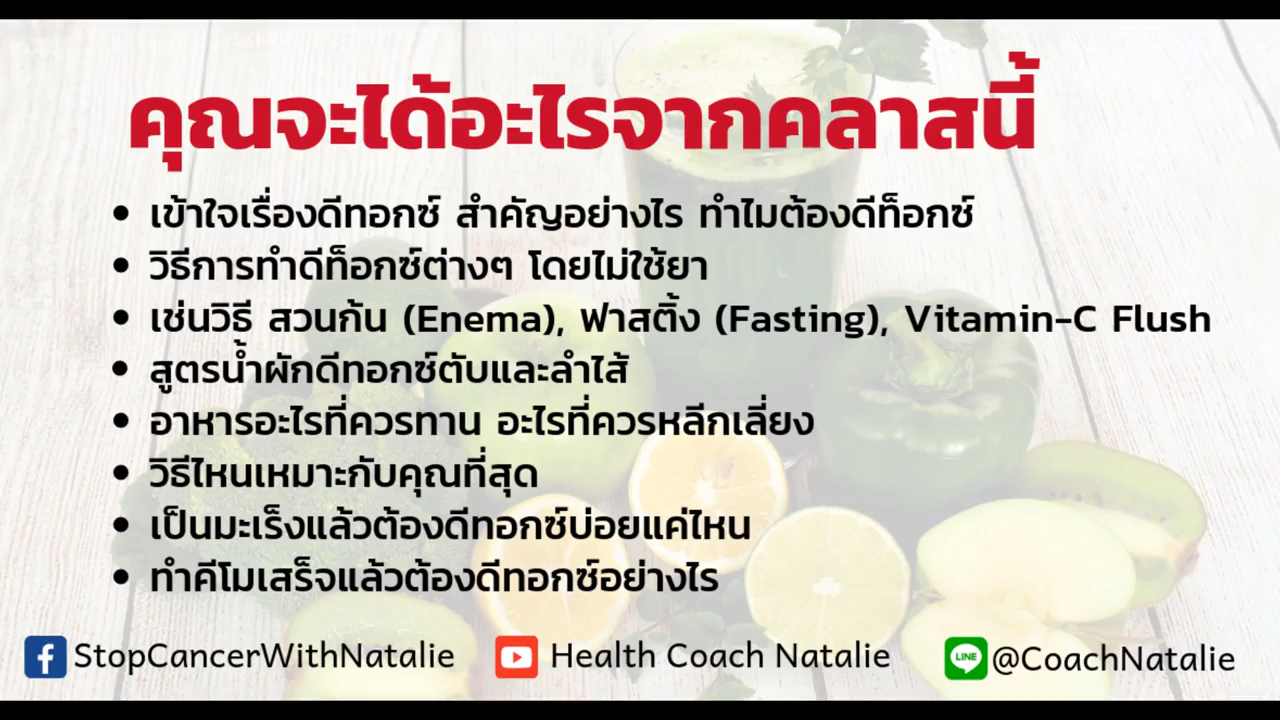 คุณจะได้อะไรจากคลาสนี้
• เข้าใจเรื่องดีทอกซ์ สำคัญอย่างไร ทำไมต้องดีท็อกซ์
• วิธีการทำดีท็อกซ์ต่างๆ โดยไม่ใช้ยา
• เช่นวิธี สวนก้น (Enema), ฟาสติ้ง (Fasting), Vitamin-C Flush
• สูตรน้ำผักดีทอกซ์ตับและลำไส้
• อาหารอะไรที่ควรทาน อะไรที่ควรหลีกเลี่ยง
• วิธีไหนเหมาะกับคุณที่สุด
• เป็นมะเร็งแล้วต้องดีทอกซ์บ่อยแค่ไหน
• ทำคีโมเสร็จแล้วต้องดีทอกซ์อย่างไร
StopCancerWithNatalie Health Coach Natalie LINE @CoachNatalie